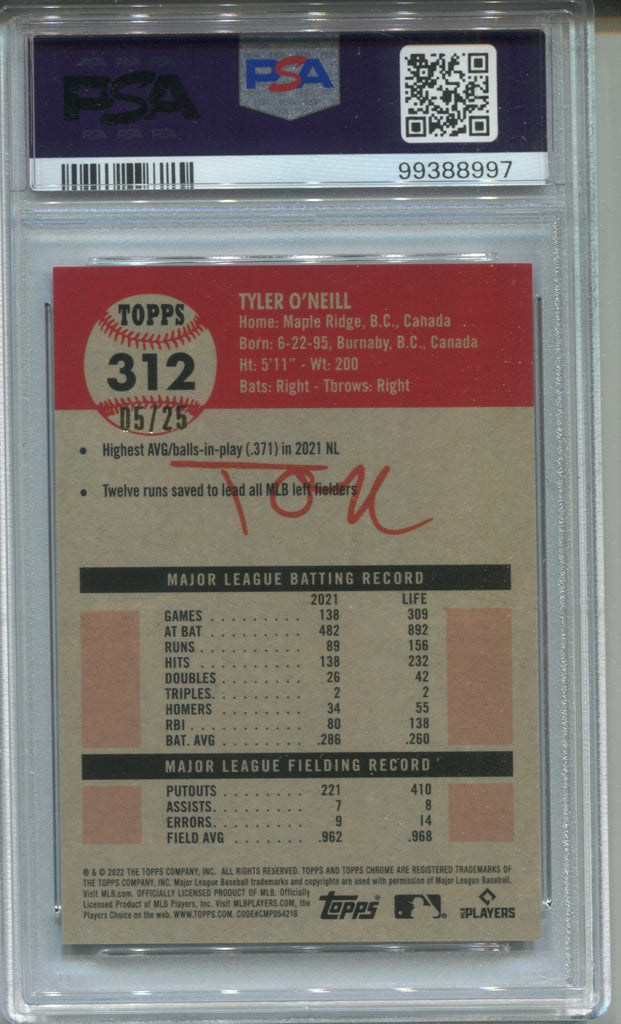 PSA PSA PSA
PSA
PSA PSA PSA
PSA
99388997
TOPPS
312
05/25
TYLER O'NEILL
Home: Maple Ridge, B.C., Canada
Born: 6-22-95, Burnaby, B.C., Canada
Ht: 5'11" - Wt: 200
Bats: Right - Throws: Right
• Highest AVG/balls-in-play (.371) in 2021 NL
• Twelve runs saved to lead all MLB left fielders
MAJOR LEAGUE BATTING RECORD
2021 LIFE
GAMES . . . . . . . . . 138 309
AT BAT . . . . . . . . . 482 892
RUNS . . . . . . . . . 89 156
HITS . . . . . . . . . 138 232
DOUBLES . . . . . . . . 26 42
TRIPLES. . . . . . . . . 2 2
HOMERS . . . . . . . . 34 55
RBI . . . . . . . . . . 80 138
BAT. AVG . . . . . . . . .286 .260
MAJOR LEAGUE FIELDING RECORD
PUTOUTS . . . . . . . . 221 410
ASSISTS. . . . . . . . . 7 8
ERRORS. . . . . . . . . 9 14
FIELD AVG . . . . . . . .962 .968
® & © 2022 THE TOPPS COMPANY, INC. ALL RIGHTS RESERVED. TOPPS AND TOPPS CHROME ARE REGISTERED TRADEMARKS OF
THE TOPPS COMPANY, INC. Major League Baseball trademarks and copyrights are used with permission of Major League Baseball.
Visit MLB.com. OFFICIALLY LICENSED PRODUCT OF MLB. Officially
Licensed Product of MLB Players, Inc. Visit MLBPLAYERS.COM, the
Players Choice on the web. WWW.TOPPS.COM. CODE#CMP054218
Topps ® MLB PLAYERS